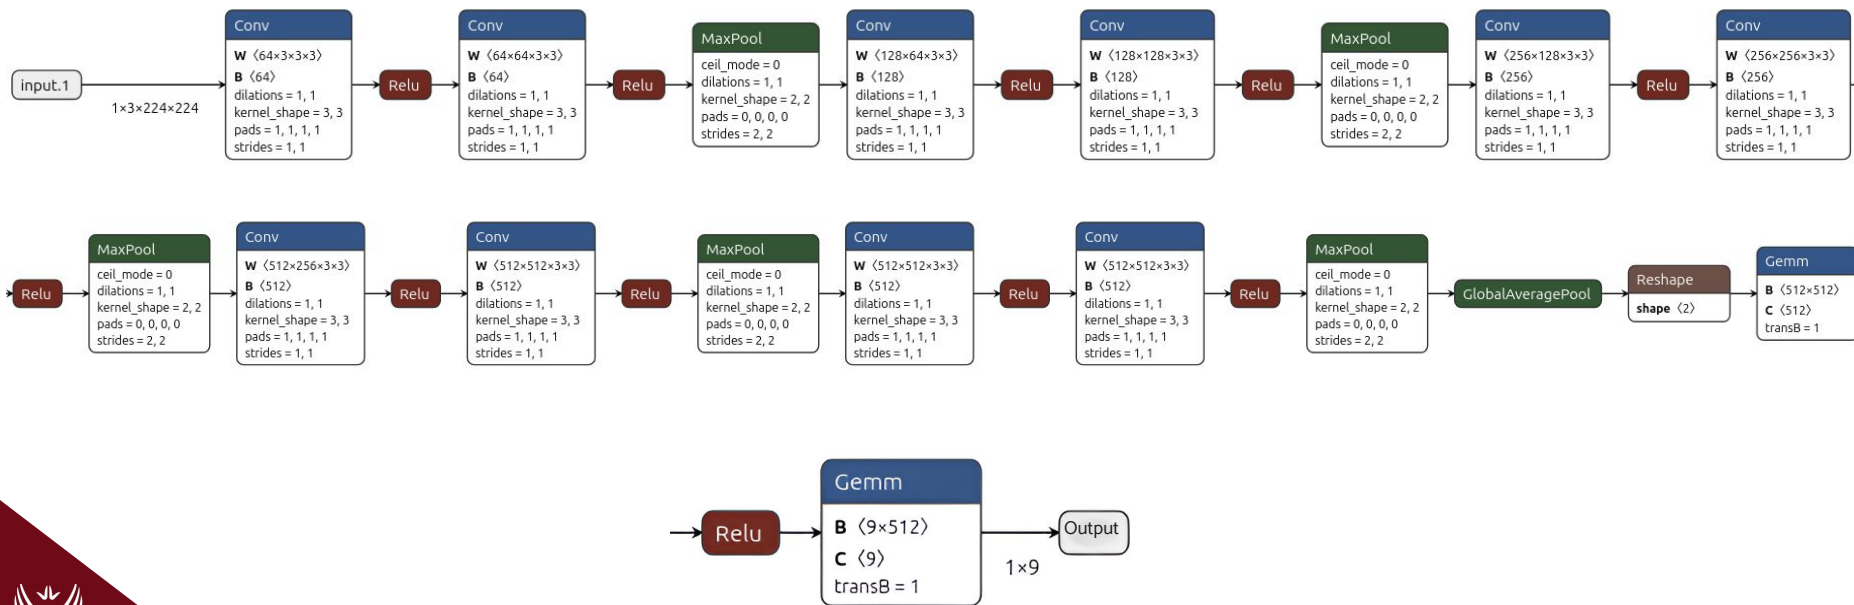 input.1
1×3×224×224
Conv
W ⟨64×3×3×3⟩
B ⟨64⟩
dilations = 1, 1
kernel_shape = 3, 3
pads = 1, 1, 1, 1
strides = 1, 1
Relu
Conv
W ⟨64×64×3×3⟩
B ⟨64⟩
dilations = 1, 1
kernel_shape = 3, 3
pads = 1, 1, 1, 1
strides = 1, 1
Relu
MaxPool
ceil_mode = 0
dilations = 1, 1
kernel_shape = 2, 2
pads = 0, 0, 0, 0
strides = 2, 2
Conv
W ⟨128×64×3×3⟩
B ⟨128⟩
dilations = 1, 1
kernel_shape = 3, 3
pads = 1, 1, 1, 1
strides = 1, 1
Relu
Conv
W ⟨128×128×3×3⟩
B ⟨128⟩
dilations = 1, 1
kernel_shape = 3, 3
pads = 1, 1, 1, 1
strides = 1, 1
Relu
MaxPool
ceil_mode = 0
dilations = 1, 1
kernel_shape = 2, 2
pads = 0, 0, 0, 0
strides = 2, 2
Conv
W ⟨256×128×3×3⟩
B ⟨256⟩
dilations = 1, 1
kernel_shape = 3, 3
pads = 1, 1, 1, 1
strides = 1, 1
Relu
Conv
W ⟨256×256×3×3⟩
B ⟨256⟩
dilations = 1, 1
kernel_shape = 3, 3
pads = 1, 1, 1, 1
strides = 1, 1
Relu
MaxPool
ceil_mode = 0
dilations = 1, 1
kernel_shape = 2, 2
pads = 0, 0, 0, 0
strides = 2, 2
Conv
W ⟨512×256×3×3⟩
B ⟨512⟩
dilations = 1, 1
kernel_shape = 3, 3
pads = 1, 1, 1, 1
strides = 1, 1
Relu
Conv
W ⟨512×512×3×3⟩
B ⟨512⟩
dilations = 1, 1
kernel_shape = 3, 3
pads = 1, 1, 1, 1
strides = 1, 1
Relu
MaxPool
ceil_mode = 0
dilations = 1, 1
kernel_shape = 2, 2
pads = 0, 0, 0, 0
strides = 2, 2
Conv
W ⟨512×512×3×3⟩
B ⟨512⟩
dilations = 1, 1
kernel_shape = 3, 3
pads = 1, 1, 1, 1
strides = 1, 1
Relu
Conv
W ⟨512×512×3×3⟩
B ⟨512⟩
dilations = 1, 1
kernel_shape = 3, 3
pads = 1, 1, 1, 1
strides = 1, 1
Relu
MaxPool
ceil_mode = 0
dilations = 1, 1
kernel_shape = 2, 2
pads = 0, 0, 0, 0
strides = 2, 2
GlobalAveragePool
Reshape
shape ⟨2⟩
Gemm
B ⟨512×512⟩
C ⟨512⟩
transB = 1
Relu
Gemm
B ⟨9×512⟩
C ⟨9⟩
transB = 1
1×9
Output